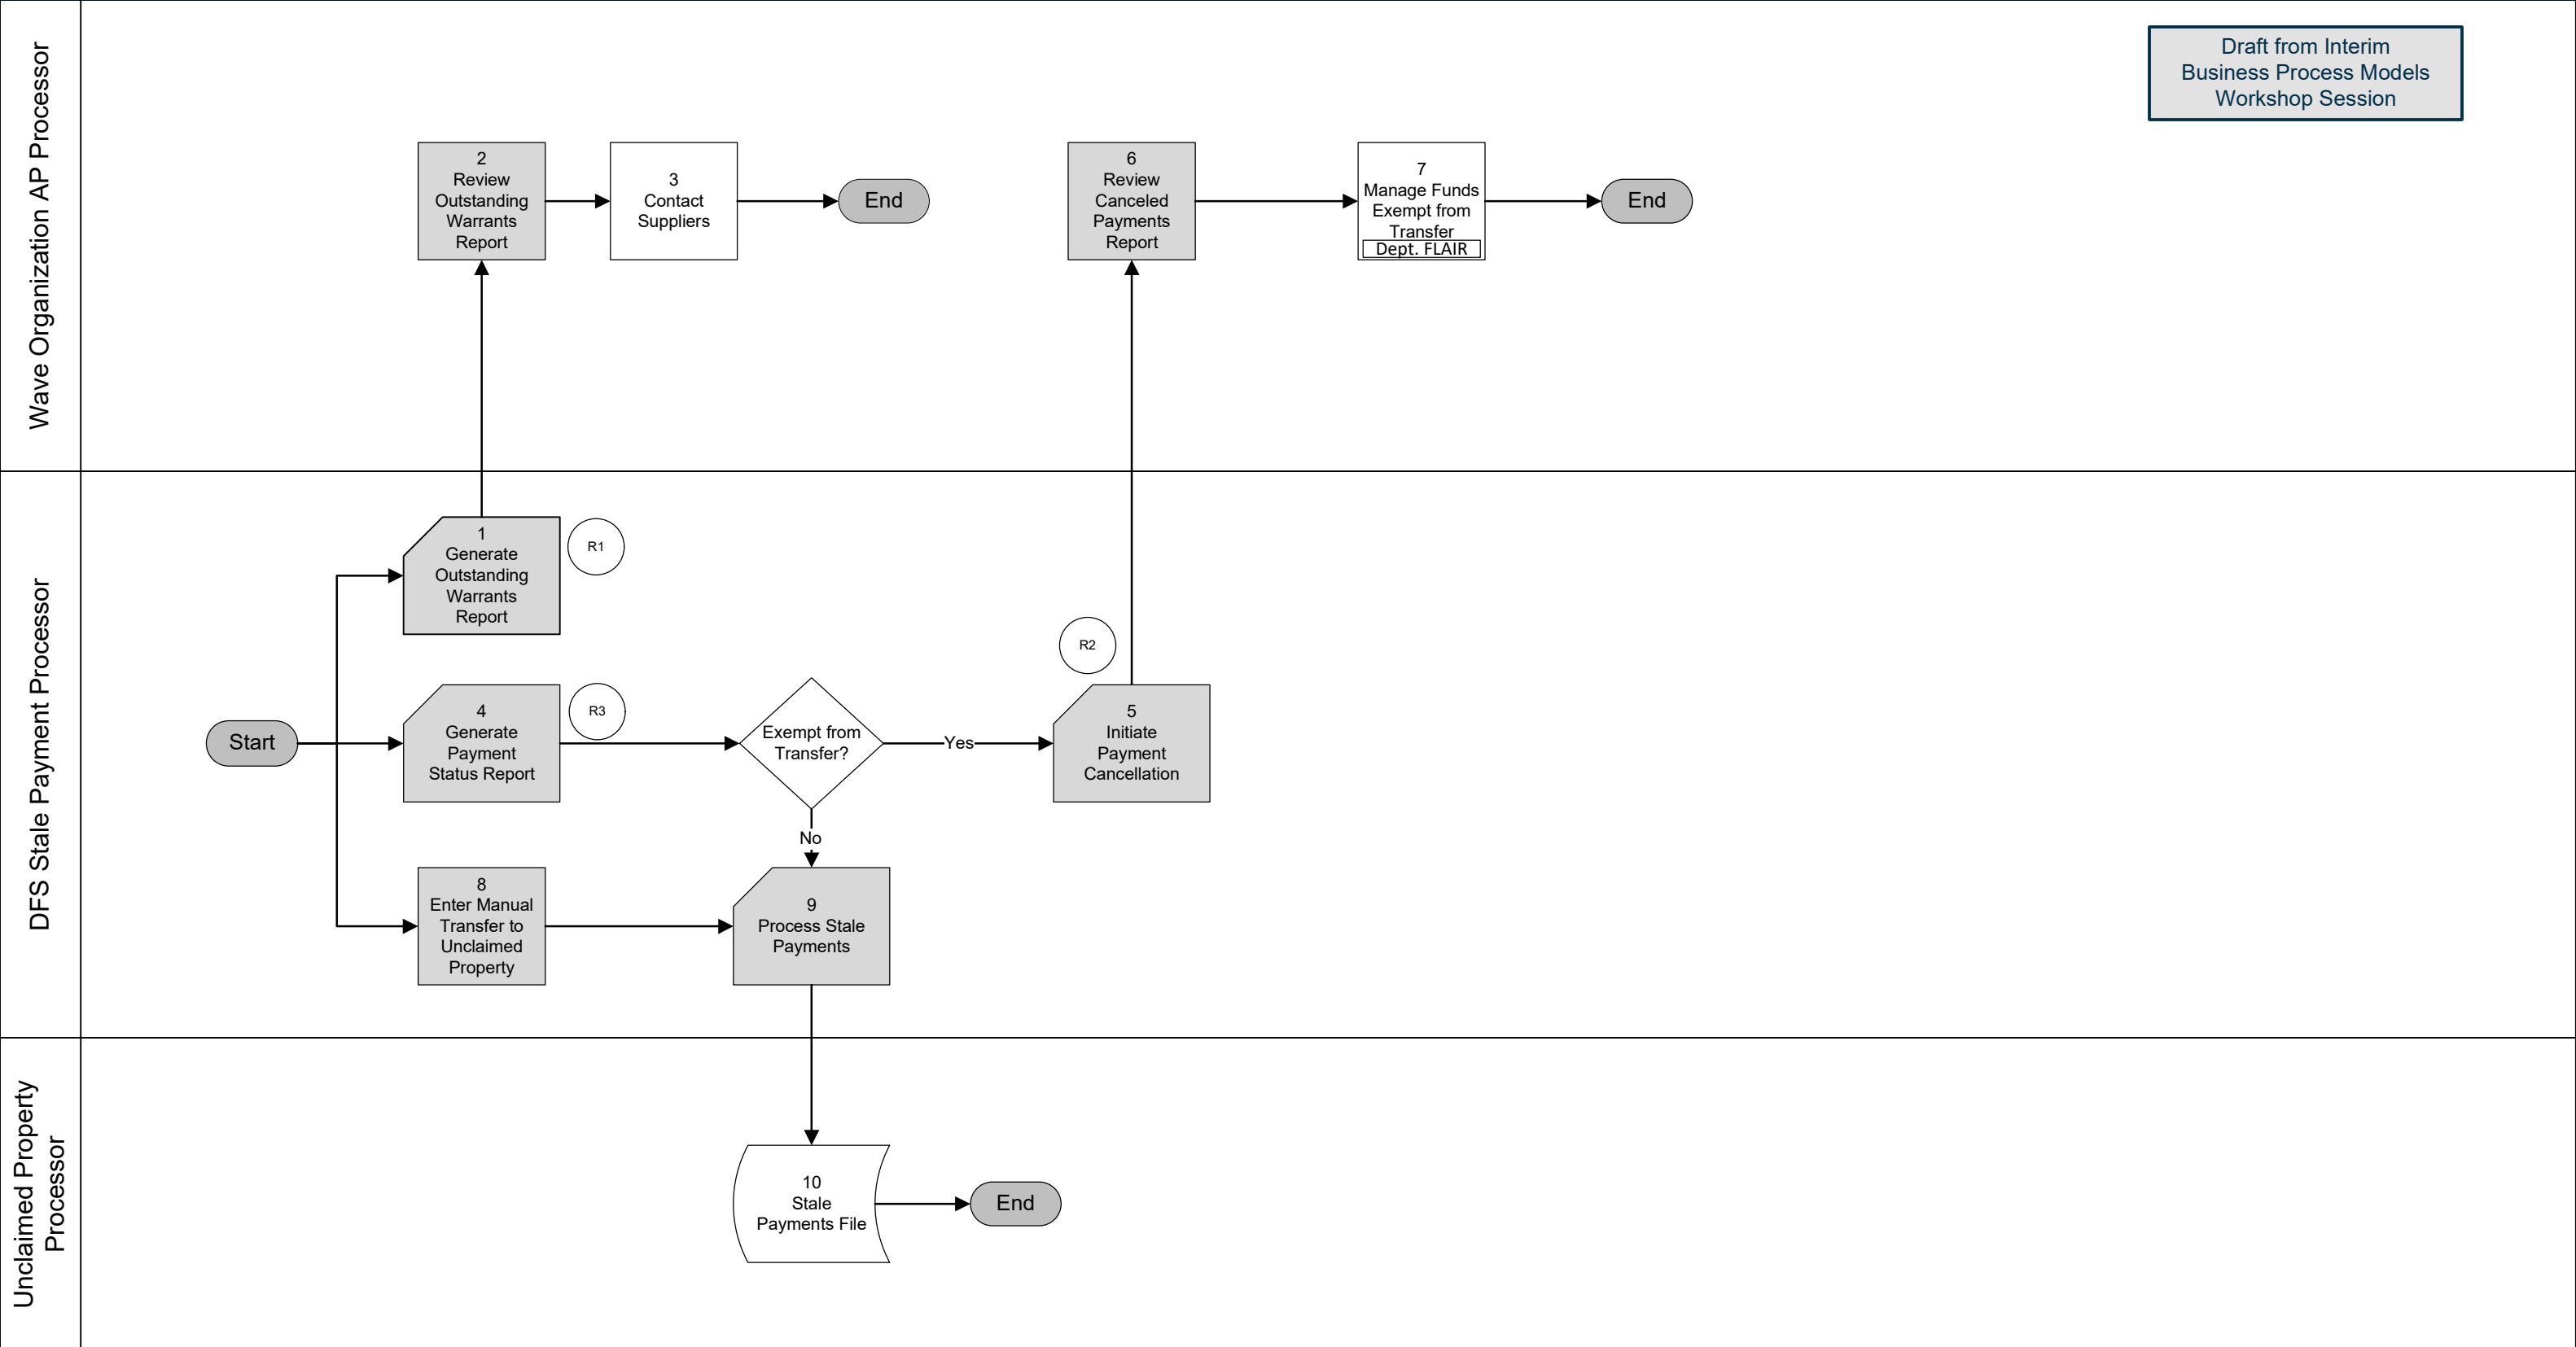 Wave Organization AP Processor
Draft from Interim
Business Process Models
Workshop Session
2
Review
Outstanding
Warrants
Report
3
Contact
Suppliers
End
6
Review
Canceled
Payments
Report
7
Manage Funds
Exempt from
Transfer
Dept. FLAIR
End
DFS Stale Payment Processor
1
Generate
Outstanding
Warrants
Report
R1
Start
4
Generate
Payment
Status Report
R3
Exempt from
Transfer?
Yes
R2
5
Initiate
Payment
Cancellation
No
8
Enter Manual
Transfer to
Unclaimed
Property
9
Process Stale
Payments
Unclaimed Property
Processor
10
Stale
Payments File
End